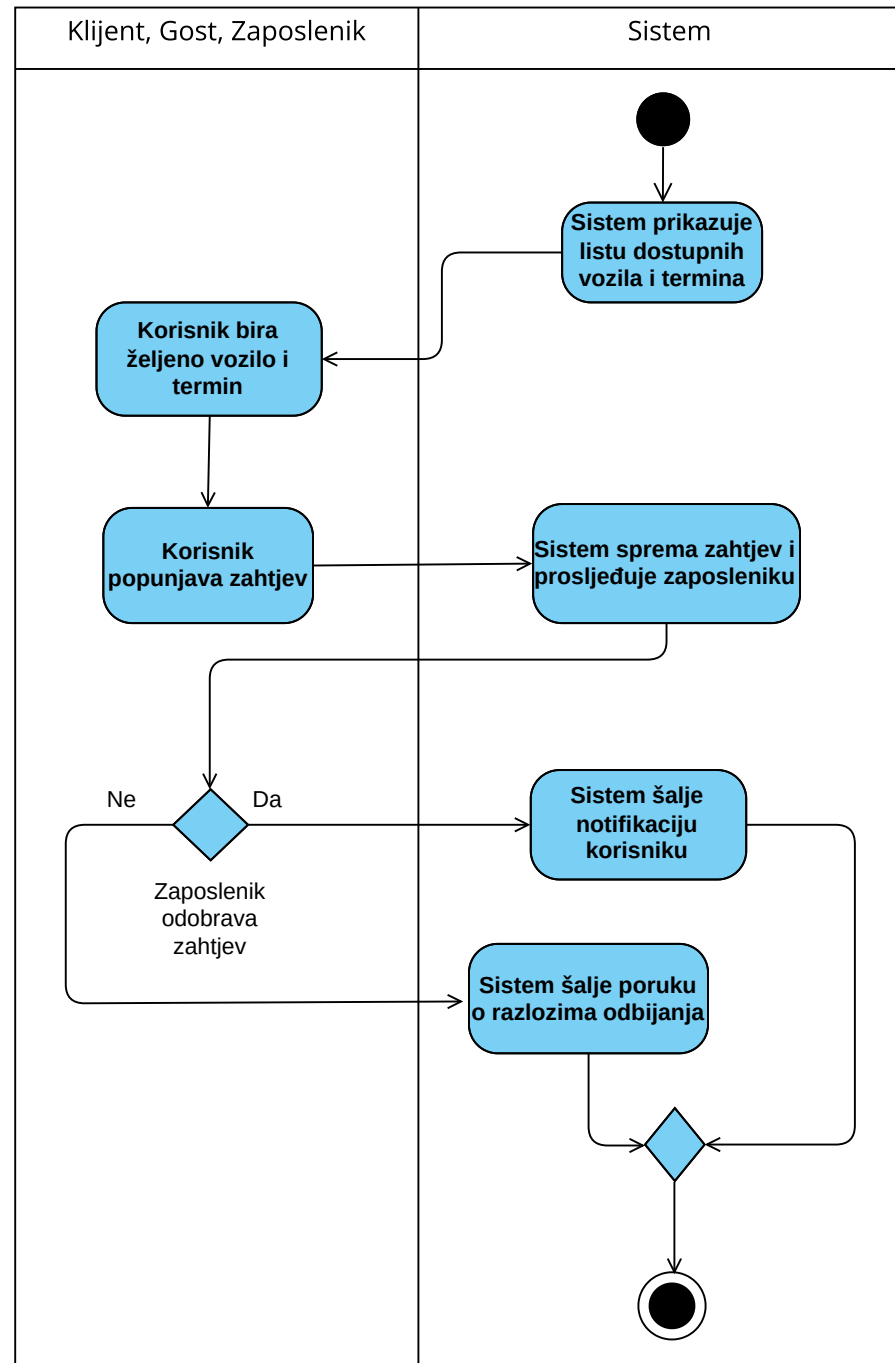 Klijent, Gost, Zaposlenik
Sistem
Sistem prikazuje
listu dostupnih
vozila i termina
Korisnik bira
željeno vozilo i
termin
Korisnik
popunjava zahtjev
Sistem sprema zahtjev i
prosljeđuje zaposleniku
Ne
Da
Zaposlenik
odobrava
zahtjev
Sistem šalje
notifikaciju
korisniku
Sistem šalje poruku
o razlozima odbijanja